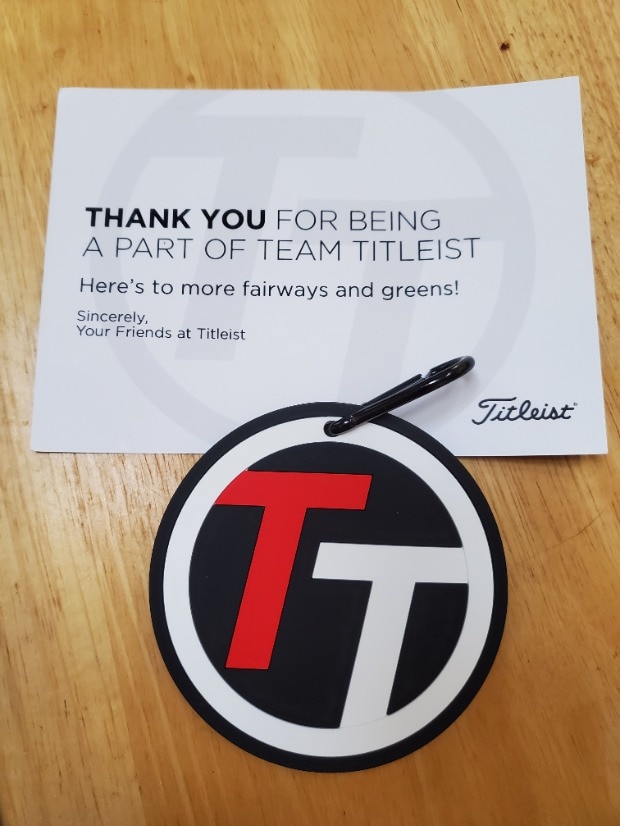 THANK YOU FOR BEING
A PART OF TEAM TITLEIST
Here's to more fairways and greens!
Sincerely,
Your Friends at Titleist
Titleist
TT